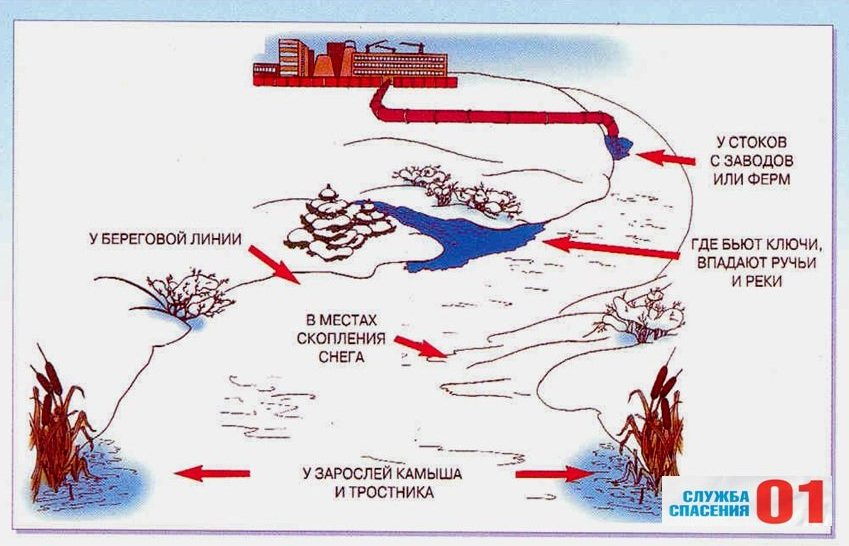 У СТОКОВ
С ЗАВОДОВ
ИЛИ ФЕРМ
У БЕРЕГОВОЙ ЛИНИИ
ГДЕ БЬЮТ КЛЮЧИ,
ВПАДАЮТ РУЧЬИ
И РЕКИ
В МЕСТАХ
СКОПЛЕНИЯ
СНЕГА
У ЗАРОСЛЕЙ КАМЫША
И ТРОСТНИКА
СЛУЖБА
СПАСЕНИЯ 01